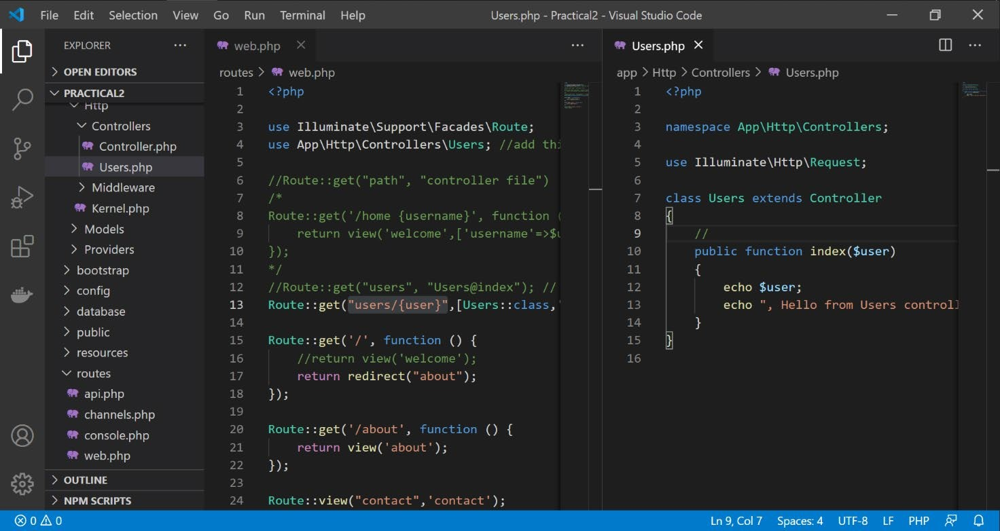 File Edit Selection View Go Run Terminal Help
Users.php - Practical2 - Visual Studio Code
EXPLORER
OPEN EDITORS
PRACTICAL2
Http
Controllers
Controller.php
Users.php
Middleware
Kernel.php
Models
Providers
bootstrap
config
database
public
resources
routes
api.php
channels.php
console.php
web.php
OUTLINE
NPM SCRIPTS
web.php
routes > web.php
1 <?php
2
3 use Illuminate\Support\Facades\Route;
4 use App\Http\Controllers\Users; //add thi
5
6 //Route::get("path", "controller file")
7 /*
8 Route::get('/home {username}', function (
9     return view('welcome',['username'=>$u
10 });
11 */
12 //Route::get("users", "Users@index"); //
13 Route::get("users/{user}",[Users::class,'
14
15 Route::get('/', function () {
16     //return view('welcome');
17     return redirect("about");
18 });
19
20 Route::get('/about', function () {
21     return view('about');
22 });
23
24 Route::view("contact",'contact');
Users.php
app > Http > Controllers > Users.php
1 <?php
2
3 namespace App\Http\Controllers;
4
5 use Illuminate\Http\Request;
6
7 class Users extends Controller
8 {
9     //
10     public function index($user)
11     {
12         echo $user;
13         echo ", Hello from Users controll
14     }
15 }
16
0 0
Ln 9, Col 7 Spaces: 4 UTF-8 LF PHP